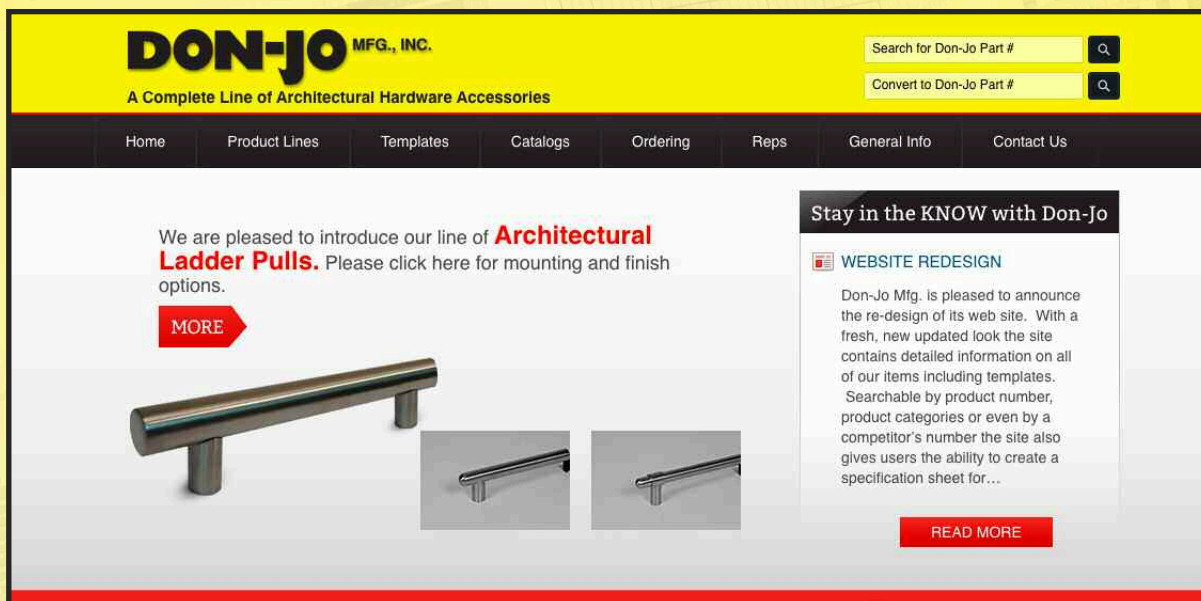 DON-JO MFG., INC.
A Complete Line of Architectural Hardware Accessories
Search for Don-Jo Part #
Convert to Don-Jo Part #
Home Product Lines Templates Catalogs Ordering Reps General Info Contact Us
We are pleased to introduce our line of Architectural
Ladder Pulls. Please click here for mounting and finish
options.
MORE
Stay in the KNOW with Don-Jo
WEBSITE REDESIGN
Don-Jo Mfg. is pleased to announce
the re-design of its web site. With a
fresh, new updated look the site
contains detailed information on all
of our items including templates.
Searchable by product number,
product categories or even by a
competitor's number the site also
gives users the ability to create a
specification sheet for…
READ MORE